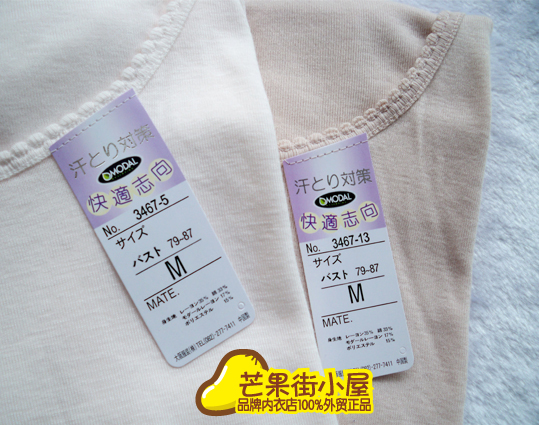 汗とり対策
MODAL
快適志向
No. 3467-5
サイズ
バスト 79-87
M
MATE.
汗とり対策
MODAL
快適志向
No. 3467-13
サイズ
バスト 79-87
M
MATE.
芒果街小屋
品牌内衣店100%外贸正品